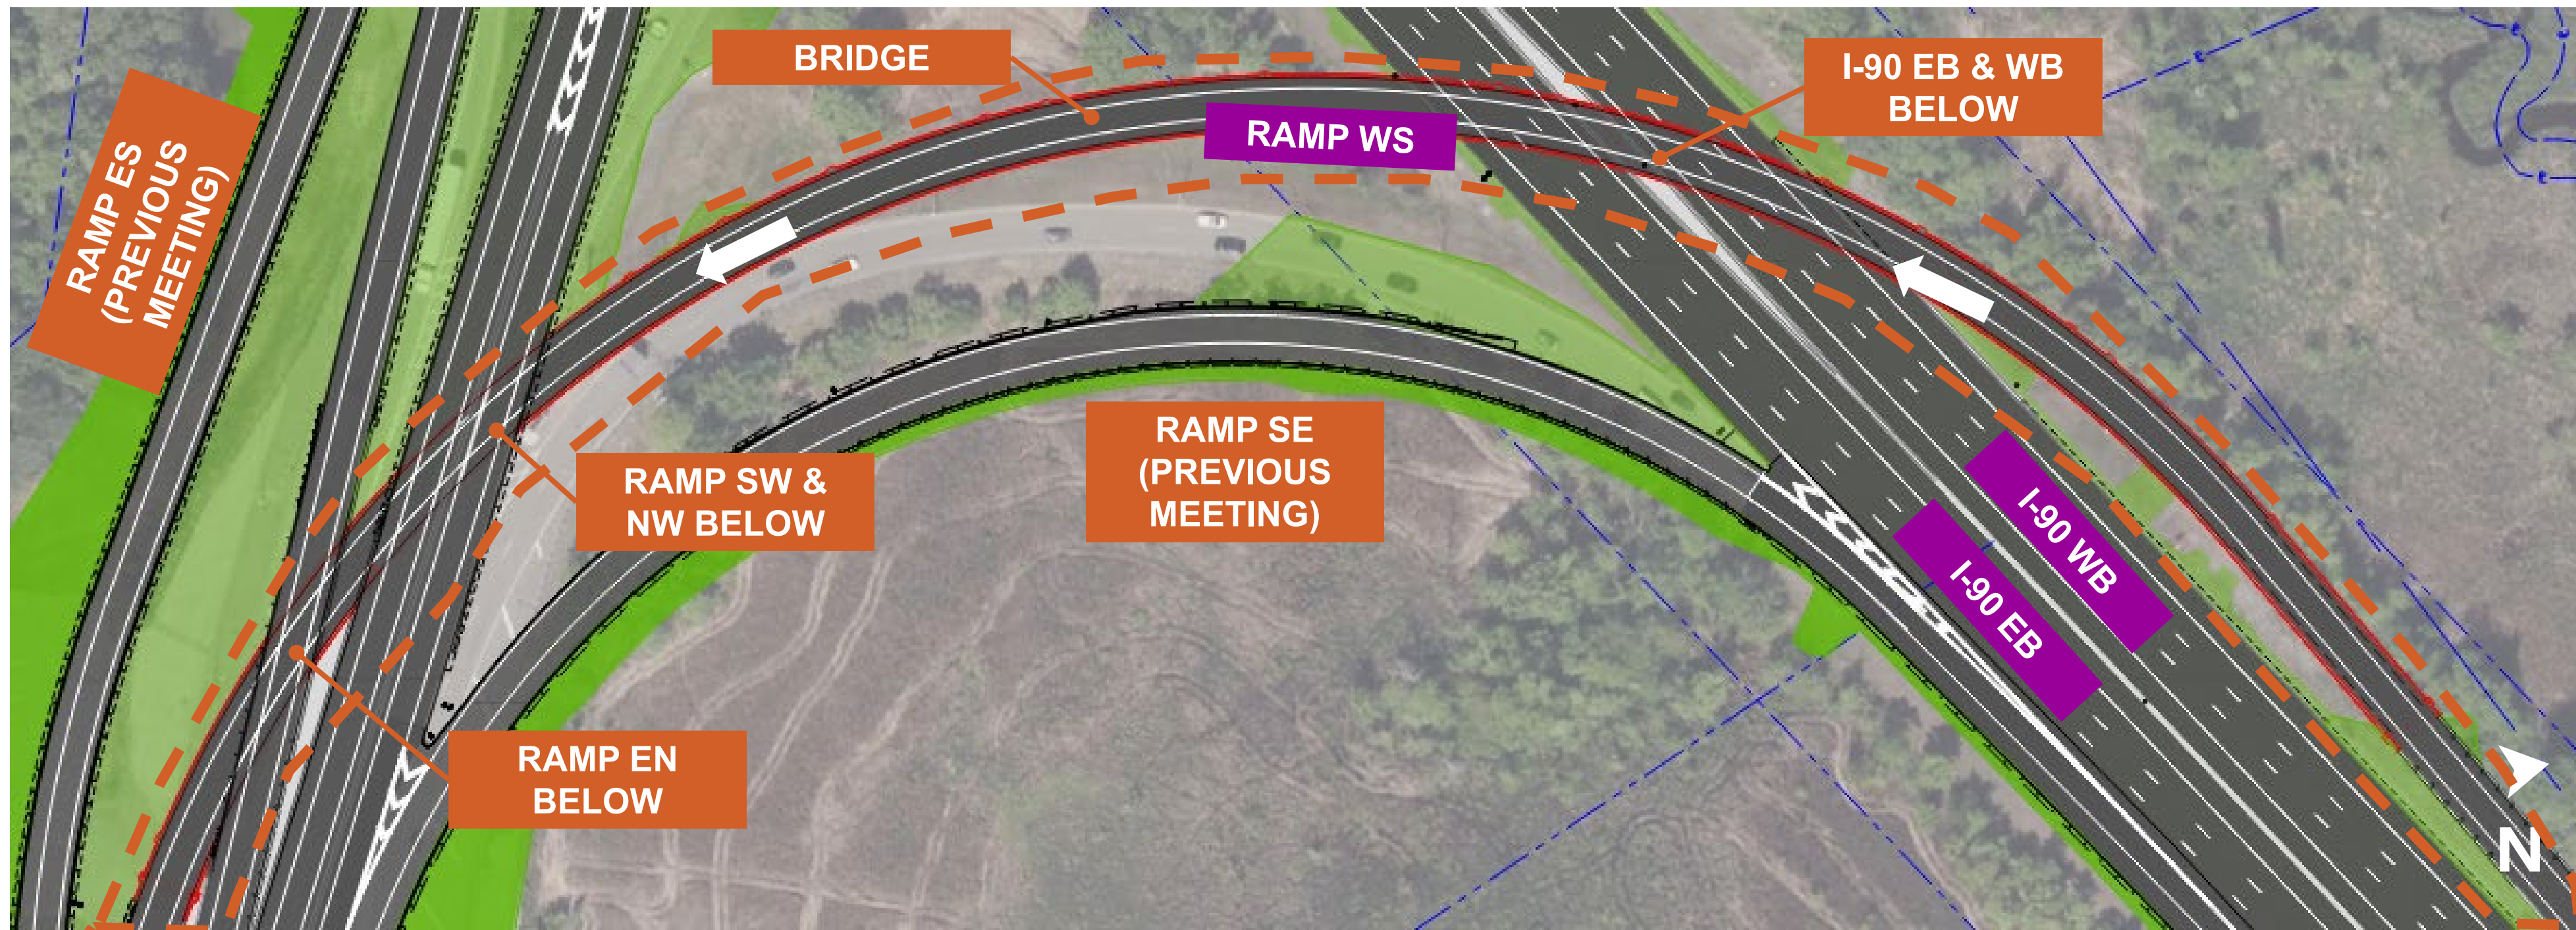 BRIDGE
I-90 EB & WB
BELOW
RAMP WS
RAMP ES
(PREVIOUS
MEETING)
RAMP SE
(PREVIOUS
MEETING)
RAMP SW &
NW BELOW
I-90 WB
I-90 EB
RAMP EN
BELOW
N